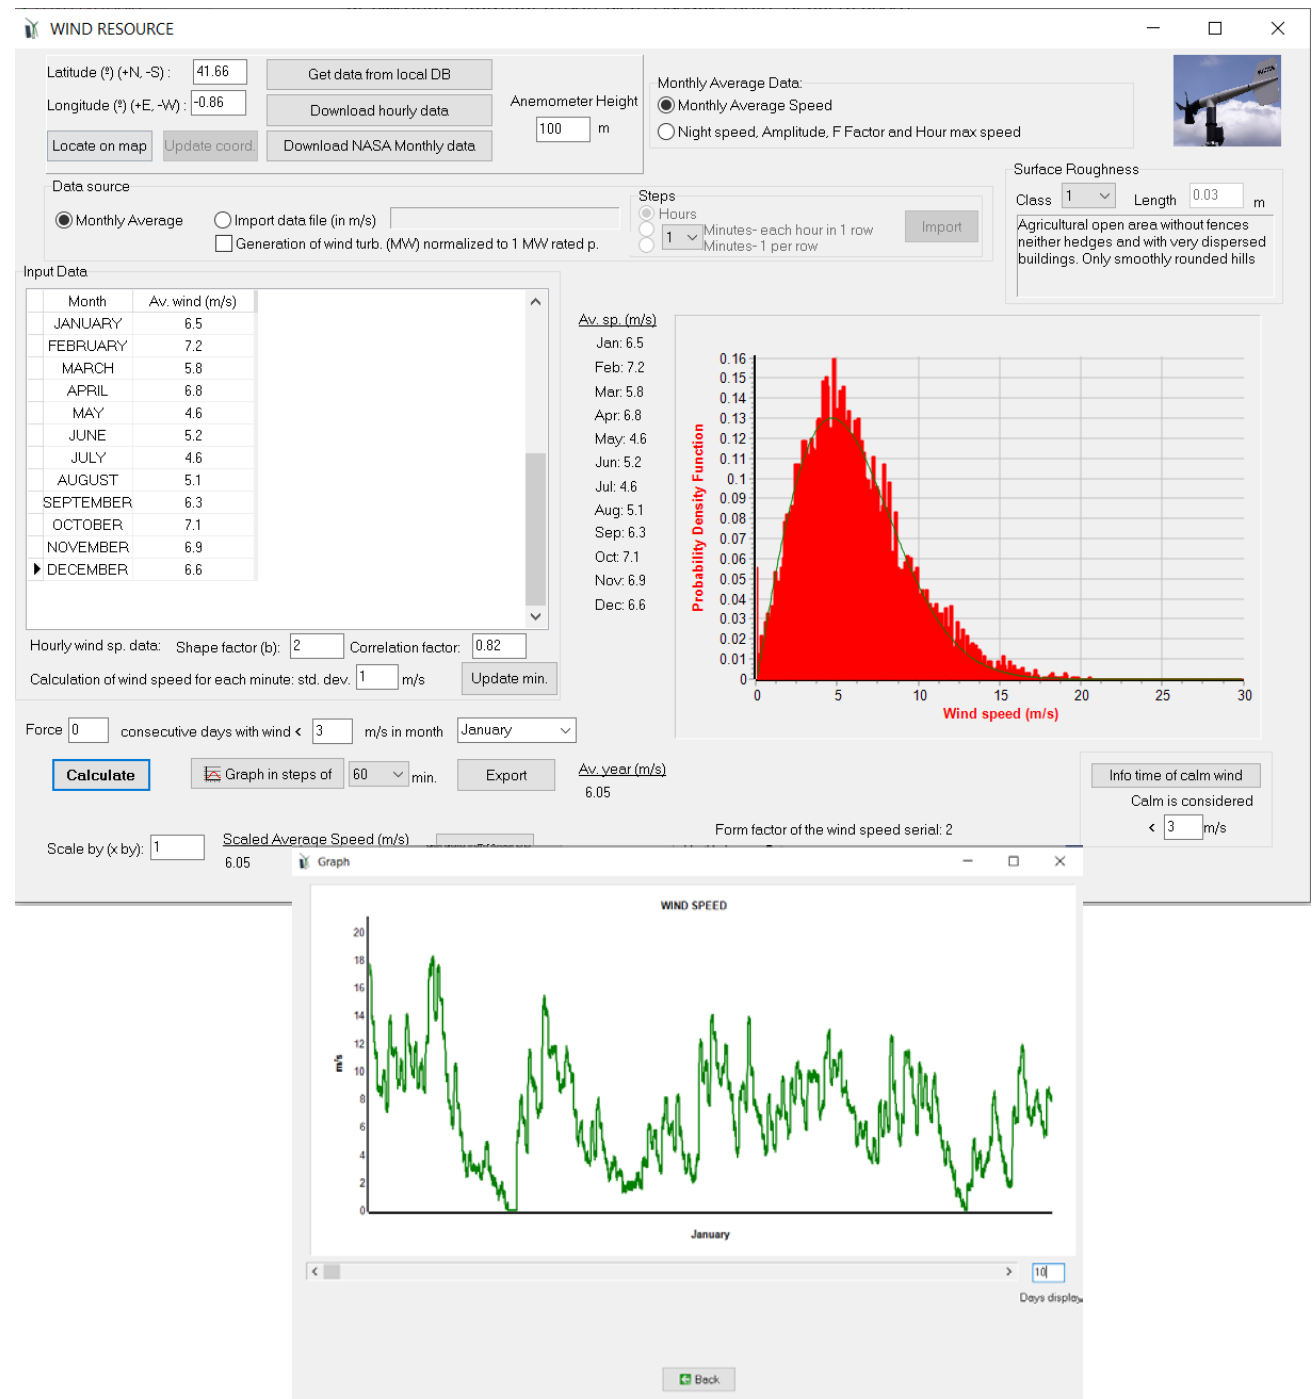 WIND RESOURCE
Latitude (º) (+N, -S) : 41.66
Longitude (º) (+E, -W) : -0.86
Locate on map Update coord.
Get data from local DB
Download hourly data
Download NASA Monthly data
Anemometer Height
100 m
Monthly Average Data:
Monthly Average Speed
Night speed, Amplitude, F Factor and Hour max speed
Surface Roughness
Class 1 Length 0.03 m
Agricultural open area without fences
neither hedges and with very dispersed
buildings. Only smoothly rounded hills
Data source
Monthly Average Import data file (in m/s)
Generation of wind turb. (MW) normalized to 1 MW rated p.
Steps
Hours
1 Minutes- each hour in 1 row
Minutes- 1 per row
Import
Input Data
Month Av. wind (m/s)
JANUARY 6.5
FEBRUARY 7.2
MARCH 5.8
APRIL 6.8
MAY 4.6
JUNE 5.2
JULY 4.6
AUGUST 5.1
SEPTEMBER 6.3
OCTOBER 7.1
NOVEMBER 6.9
DECEMBER 6.6
Av. sp. (m/s)
Jan: 6.5
Feb: 7.2
Mar: 5.8
Apr: 6.8
May: 4.6
Jun: 5.2
Jul: 4.6
Aug: 5.1
Sep: 6.3
Oct: 7.1
Nov: 6.9
Dec: 6.6
Probability Density Function
0.16
0.15
0.14
0.13
0.12
0.11
0.1
0.09
0.08
0.07
0.06
0.05
0.04
0.03
0.02
0.01
0
0 5 10 15 20 25 30
Wind speed (m/s)
Hourly wind sp. data: Shape factor (b): 2 Correlation factor: 0.82
Calculation of wind speed for each minute: std. dev. 1 m/s Update min.
Force 0 consecutive days with wind < 3 m/s in month January
Calculate Graph in steps of 60 min. Export
Av. year (m/s)
6.05
Info time of calm wind
Calm is considered
< 3 m/s
Form factor of the wind speed serial: 2
Scale by (x by): 1
Scaled Average Speed (m/s)
6.05
Graph
WIND SPEED
m/s
20
18
16
14
12
10
8
6
4
2
0
January
10
Days display
Back